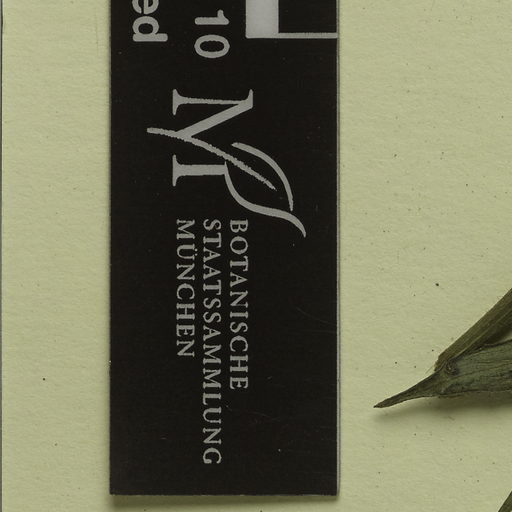 10
ed
M
BOTANISCHE
STAATSSAMMLUNG
MÜNCHEN